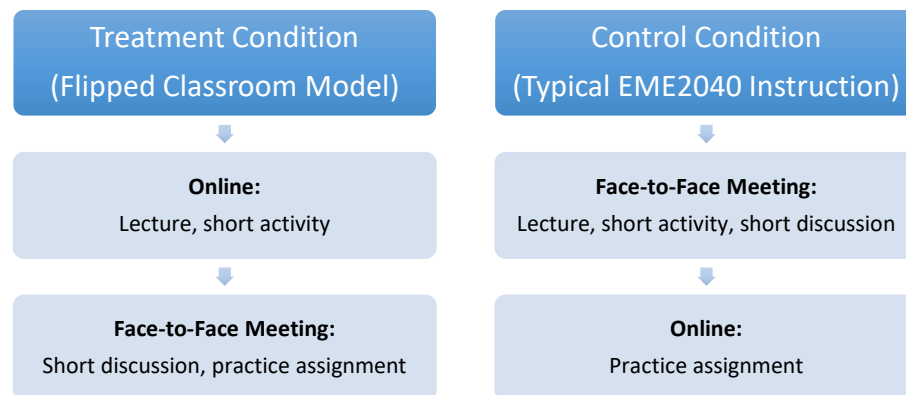 Treatment Condition
(Flipped Classroom Model)
Online:
Lecture, short activity
Face-to-Face Meeting:
Short discussion, practice assignment
Control Condition
(Typical EME2040 Instruction)
Face-to-Face Meeting:
Lecture, short activity, short discussion
Online:
Practice assignment